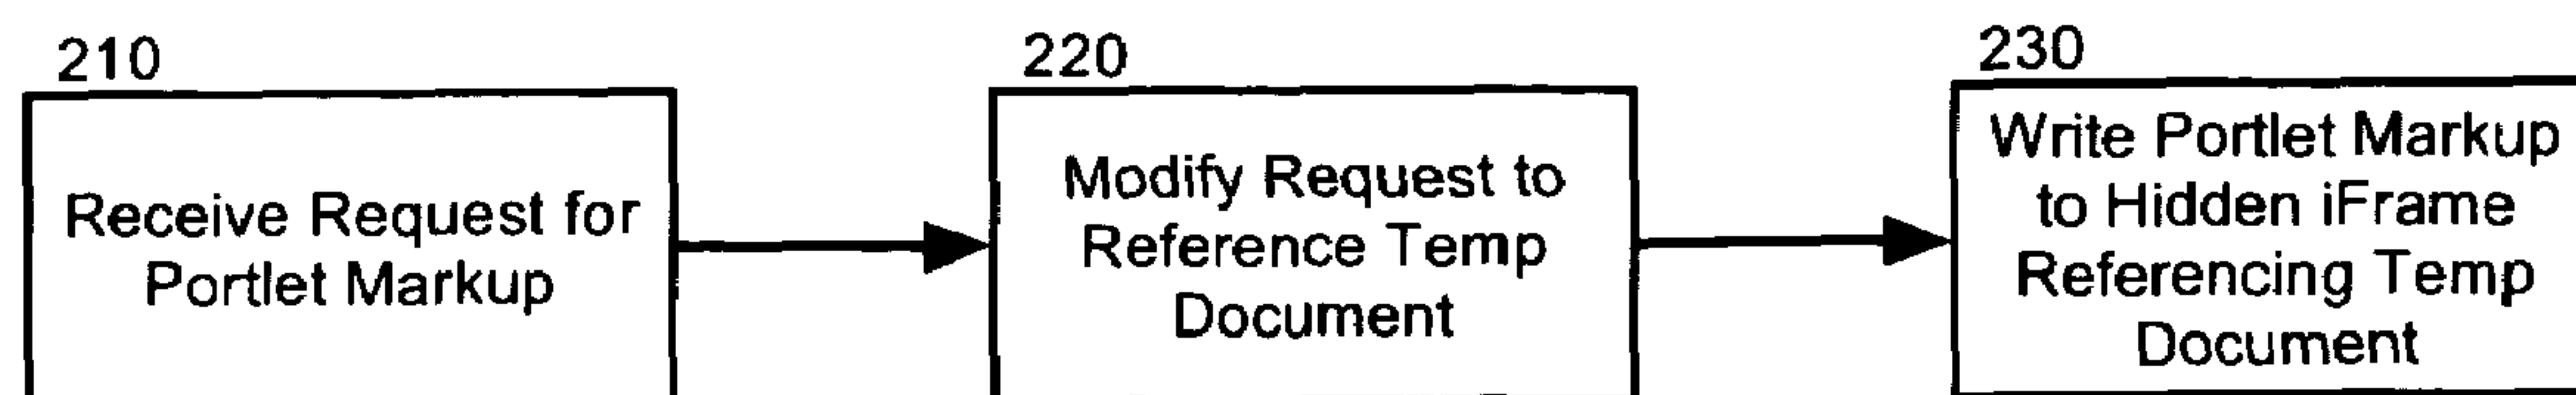 210
Receive Request for
Portlet Markup
220
Modify Request to
Reference Temp
Document
230
Write Portlet Markup
to Hidden iFrame
Referencing Temp
Document